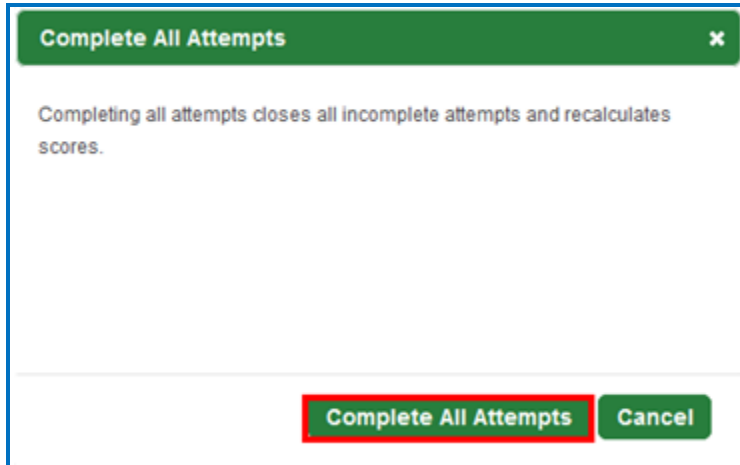 Complete All Attempts ×
Completing all attempts closes all incomplete attempts and recalculates
scores.
Complete All Attempts Cancel